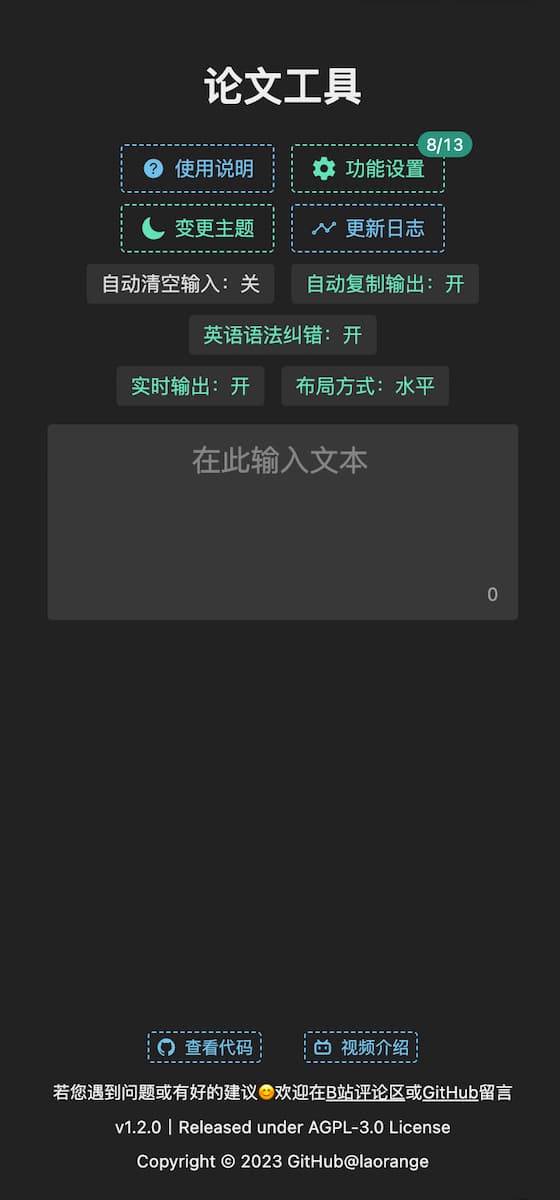 论文工具
8/13
使用说明 功能设置
变更主题 更新日志
自动清空输入：关 自动复制输出：开
英语语法纠错：开
实时输出：开 布局方式：水平
在此输入文本
0
查看代码 视频介绍
若您遇到问题或有好的建议😊欢迎在B站评论区或GitHub留言
v1.2.0 | Released under AGPL-3.0 License
Copyright © 2023 GitHub@laorange